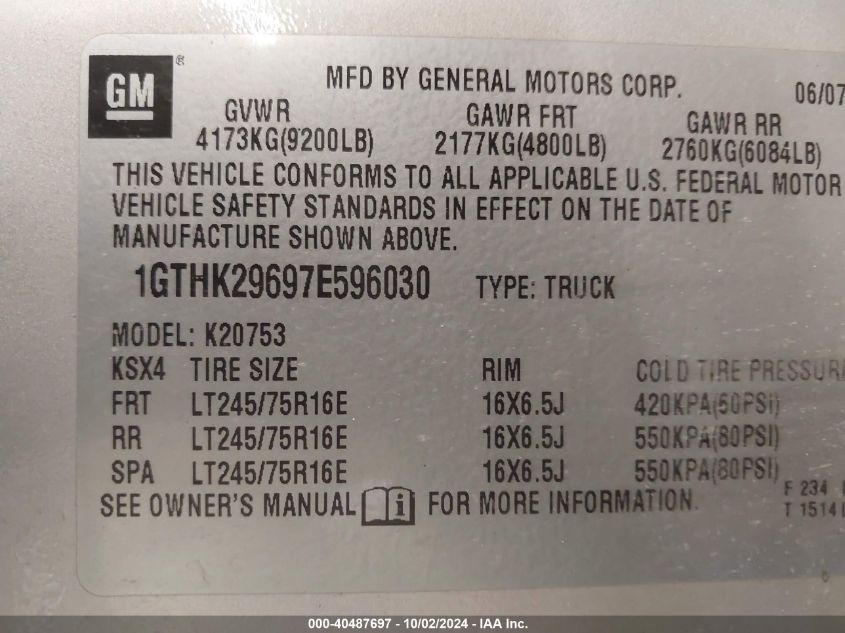 GM®
MFD BY GENERAL MOTORS CORP. 06/07
GVWR GAWR FRT GAWR RR
4173KG(9200LB) 2177KG(4800LB) 2760KG(6084LB)
THIS VEHICLE CONFORMS TO ALL APPLICABLE U.S. FEDERAL MOTOR
VEHICLE SAFETY STANDARDS IN EFFECT ON THE DATE OF
MANUFACTURE SHOWN ABOVE.
1GTHK29697E596030 TYPE: TRUCK
MODEL: K20753
KSX4 TIRE SIZE RIM COLD TIRE PRESSUR
FRT LT245/75R16E 16X6.5J 420KPA(60PSI)
RR LT245/75R16E 16X6.5J 550KPA(80PSI)
SPA LT245/75R16E 16X6.5J 550KPA(80PSI)
SEE OWNER'S MANUAL i FOR MORE INFORMATION.
F 234
T 1514
000-40487697 - 10/02/2024 - IAA Inc.